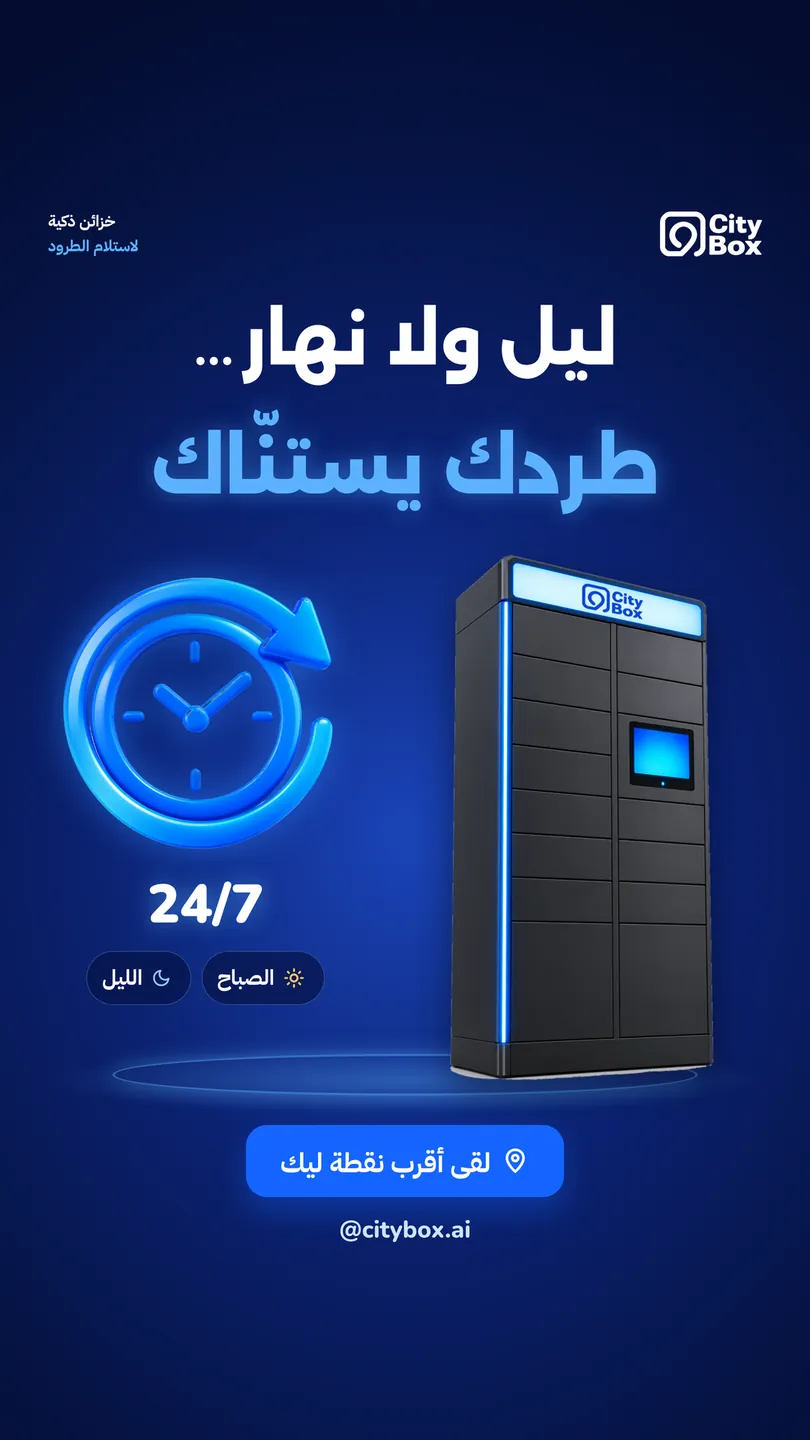 خزائن ذكية
لاستلام الطرود
City
Box
ليل ولا نهار...
طردك يستنّاك
City
Box
24/7
الصباح
الليل
لقى أقرب نقطة ليك
@citybox.ai